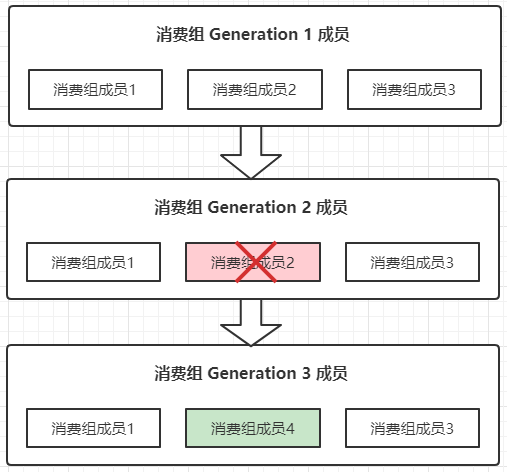 消费组 Generation 1 成员
消费组成员1 消费组成员2 消费组成员3
消费组 Generation 2 成员
消费组成员1 消费组成员2 消费组成员3
消费组 Generation 3 成员
消费组成员1 消费组成员4 消费组成员3